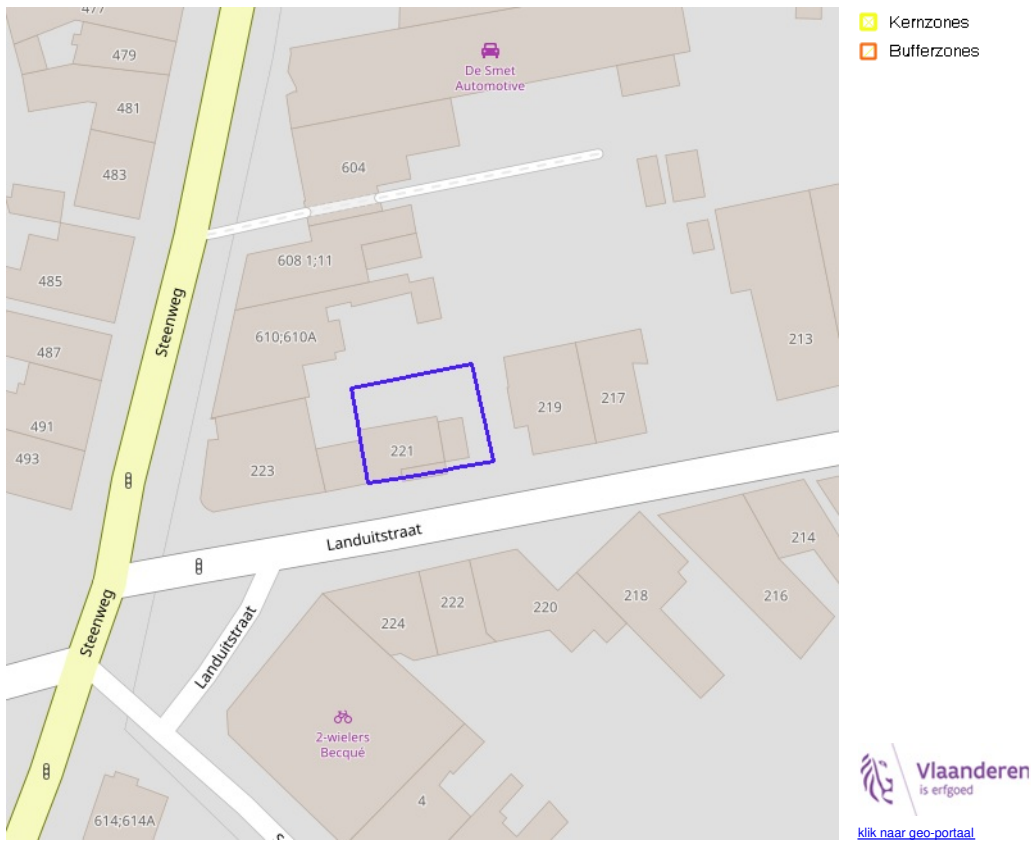 477
Kernzones
479
De Smet
Automotive
Bufferzones
481
483
604
485
608 1;11
Steenweg
610;610A
487
213
491
219
217
493
223
221
Landuitstraat
214
Steenweg
Landuitstraat
224
222
220
218
216
2-wielers
Becqué
4
614;614A
Vlaanderen
is erfgoed
klik naar geo-portaal